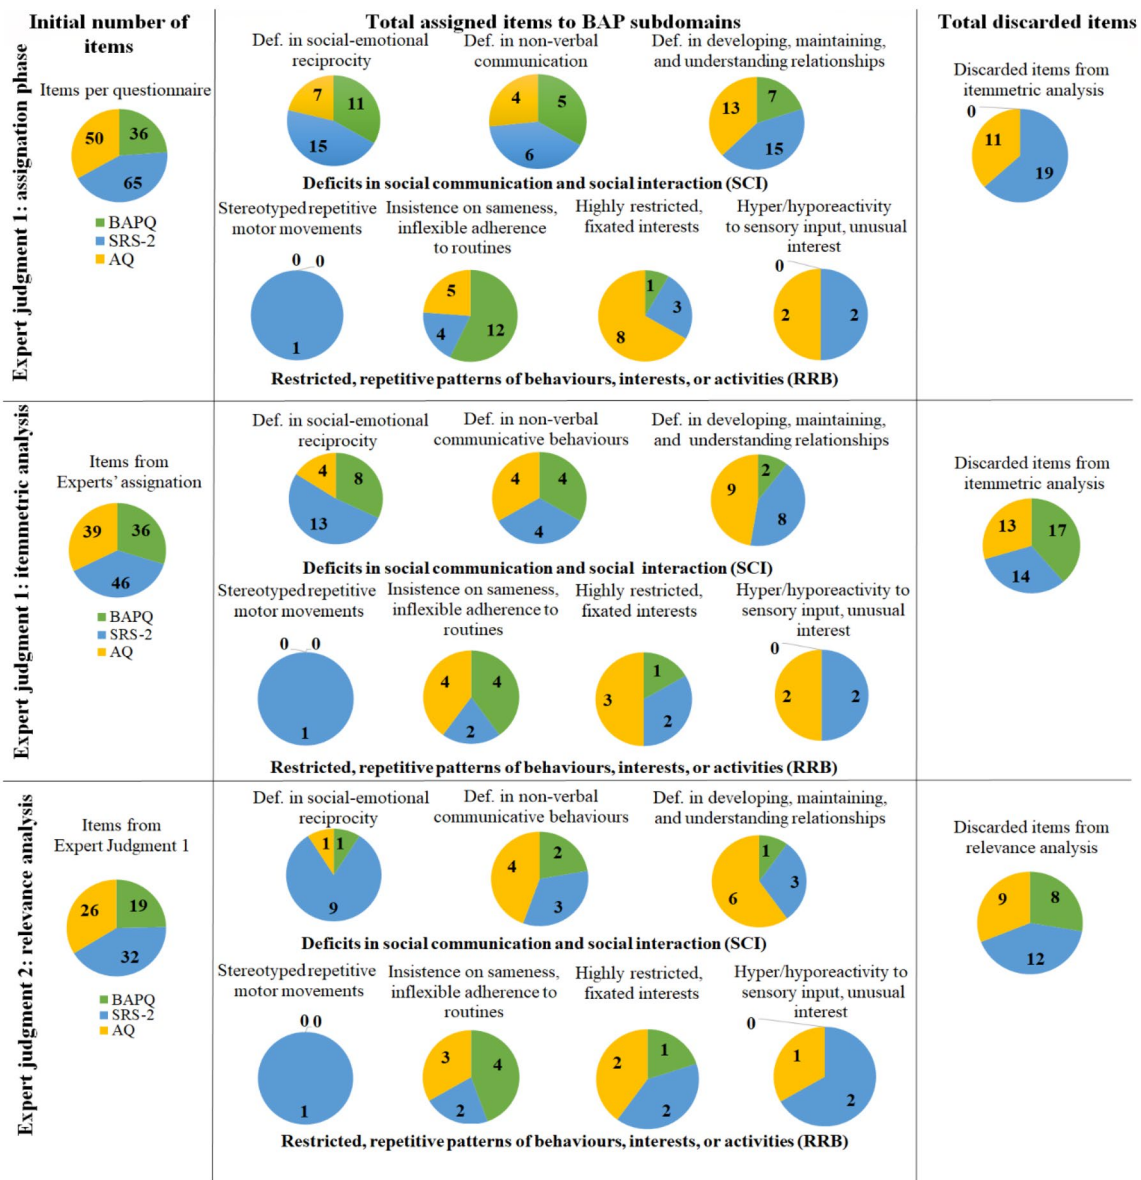 Initial number of
items
Total assigned items to BAP subdomains
Total discarded items
Expert judgment 1: assignation phase
Items per questionnaire
50
36
65
BAPQ
SRS-2
AQ
Def. in social-emotional
reciprocity
7
11
15
Def. in non-verbal
communication
4
5
6
Def. in developing, maintaining,
and understanding relationships
13
7
15
Deficits in social communication and social interaction (SCI)
Stereotyped repetitive
motor movements
0 0
1
Insistence on sameness,
inflexible adherence
to routines
5
4
12
Highly restricted,
fixated interests
1
3
8
Hyper/hyporeactivity
to sensory input, unusual
interest
0
2
2
Restricted, repetitive patterns of behaviours, interests, or activities (RRB)
Discarded items from
itemmetric analysis
0
11
19
Expert judgment 1: itemmetric analysis
Items from
Experts' assignation
39
36
46
BAPQ
SRS-2
AQ
Def. in social-emotional
reciprocity
4
8
13
Def. in non-verbal
communicative behaviours
4
4
4
Def. in developing, maintaining,
and understanding relationships
2
9
8
Deficits in social communication and social interaction (SCI)
Stereotyped repetitive
motor movements
0 0
1
Insistence on sameness,
inflexible adherence to
routines
4
4
2
Highly restricted,
fixated interests
1
3
2
Hyper/hyporeactivity to
sensory input, unusual
interest
0
2
2
Restricted, repetitive patterns of behaviours, interests, or activities (RRB)
Discarded items from
itemmetric analysis
13
17
14
Expert judgment 2: relevance analysis
Items from
Expert Judgment 1
26
19
32
BAPQ
SRS-2
AQ
Def. in social-emotional
reciprocity
1
1
9
Def. in non-verbal
communicative behaviours
4
2
3
Def. in developing, maintaining,
and understanding relationships
1
3
6
Deficits in social communication and social interaction (SCI)
Stereotyped repetitive
motor movements
0 0
1
Insistence on sameness,
inflexible adherence to
routines
3
4
2
Highly restricted,
fixated interests
2
1
2
Hyper/hyporeactivity to
sensory input, unusual
interest
0
1
2
Restricted, repetitive patterns of behaviours, interests, or activities (RRB)
Discarded items from
relevance analysis
9
8
12